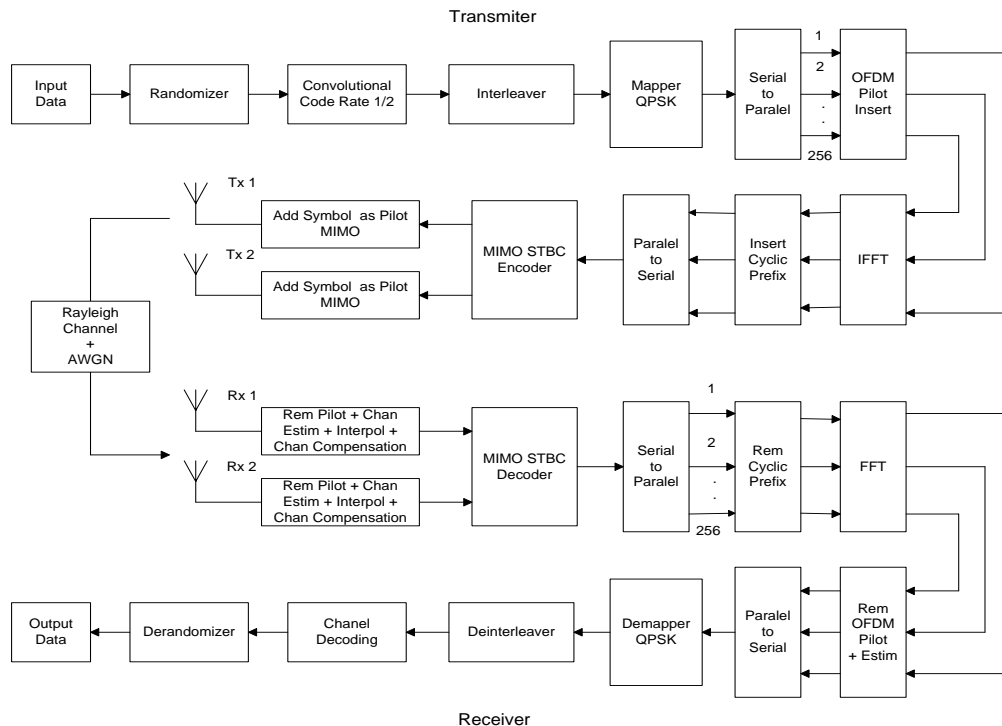 Transmiter
Input
Data
Randomizer
Convolutional
Code Rate 1/2
Interleaver
Mapper
QPSK
Serial
to
Paralel
1
2
.
.
256
OFDM
Pilot
Insert
Tx 1
Add Symbol as Pilot
MIMO
Tx 2
Add Symbol as Pilot
MIMO
MIMO STBC
Encoder
Paralel
to
Serial
Insert
Cyclic
Prefix
IFFT
Rayleigh
Channel
+
AWGN
Rx 1
Rem Pilot + Chan
Estim + Interpol +
Chan Compensation
Rx 2
Rem Pilot + Chan
Estim + Interpol +
Chan Compensation
MIMO STBC
Decoder
Serial
to
Paralel
1
2
.
.
256
Rem
Cyclic
Prefix
FFT
Output
Data
Derandomizer
Chanel
Decoding
Deinterleaver
Demapper
QPSK
Paralel
to
Serial
Rem
OFDM
Pilot
+ Estim
Receiver